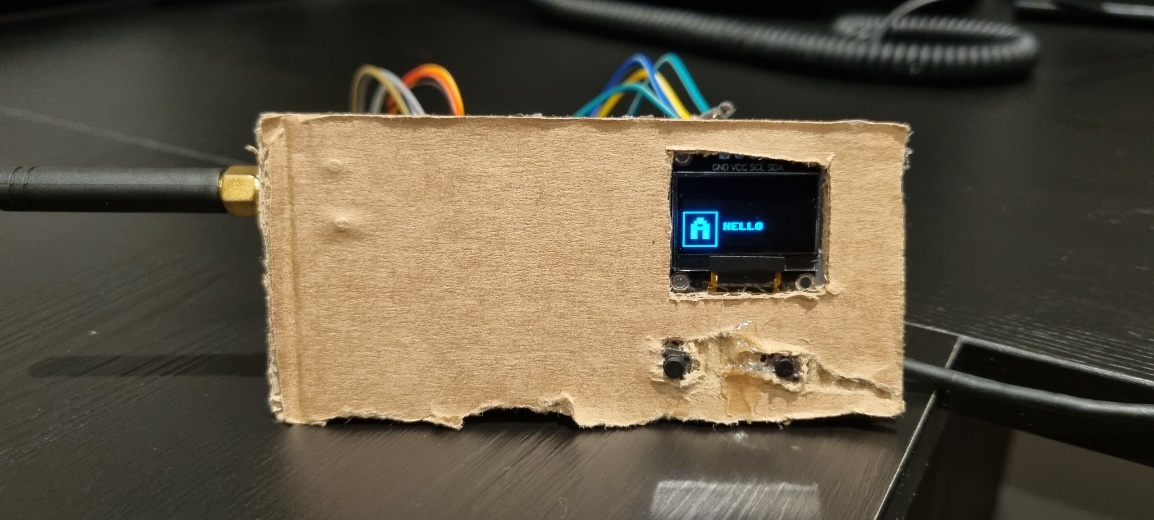 GND VCC SCL SDA
A HELLO